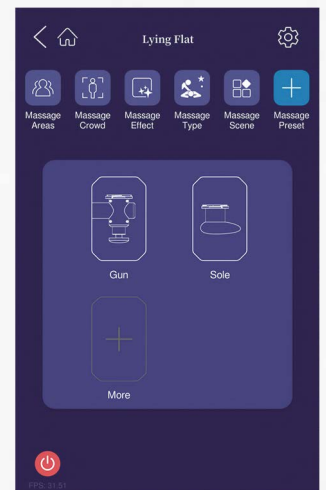 Lying Flat
Massage Areas
Massage Crowd
Massage Effect
Massage Type
Massage Scene
Massage Preset
Gun
Sole
More
FPS: 31.51